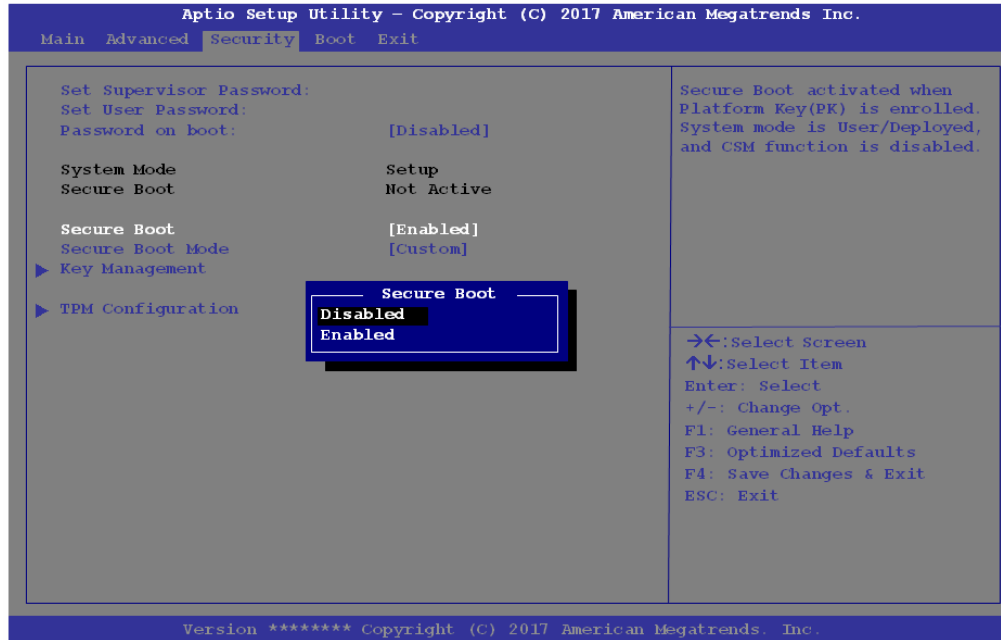 Aptio Setup Utility – Copyright (C) 2017 American Megatrends Inc.
Main Advanced Security Boot Exit
Set Supervisor Password:
Set User Password:
Password on boot: [Disabled]
System Mode Setup
Secure Boot Not Active
Secure Boot [Enabled]
Secure Boot Mode [Custom]
Key Management
TPM Configuration
Secure Boot
Disabled
Enabled
Secure Boot activated when
Platform Key(PK) is enrolled.
System mode is User/Deployed,
and CSM function is disabled.
→←:Select Screen
↑↓:Select Item
Enter: Select
+/-: Change Opt.
F1: General Help
F3: Optimized Defaults
F4: Save Changes & Exit
ESC: Exit
Version ******** Copyright (C) 2017 American Megatrends. Inc.